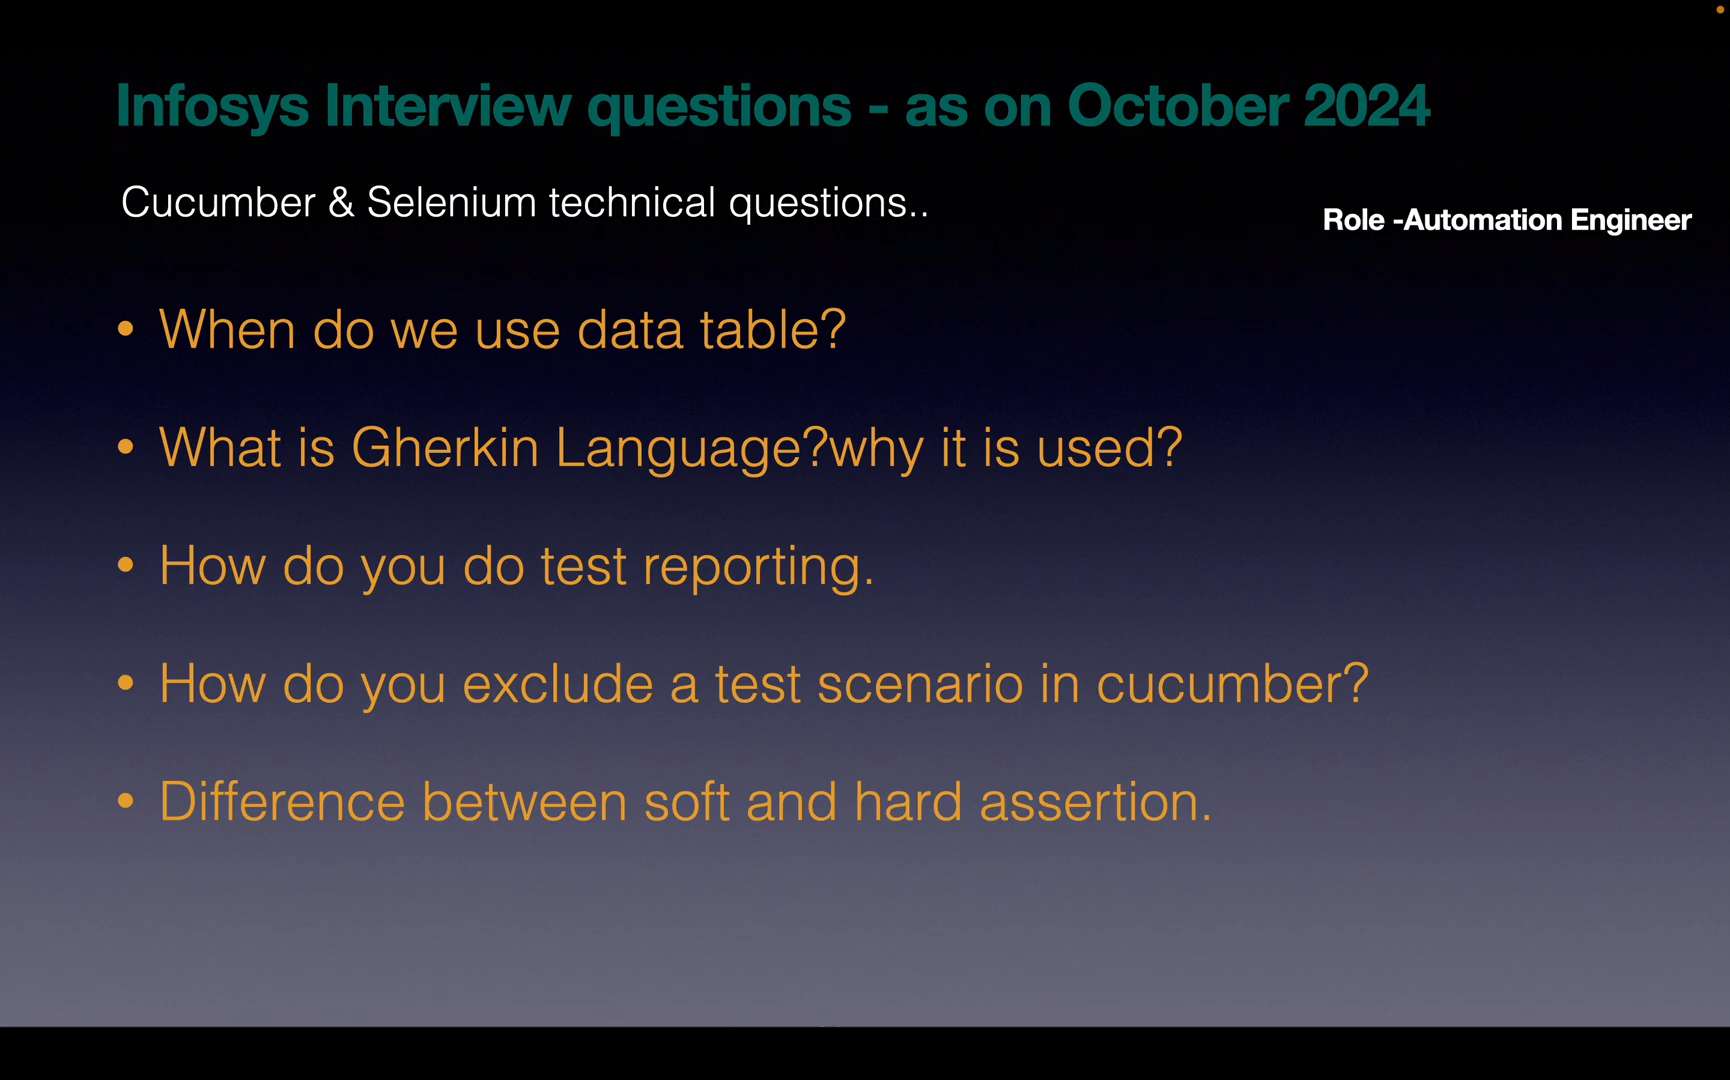 Infosys Interview questions - as on October 2024
Cucumber & Selenium technical questions..
Role -Automation Engineer
• When do we use data table?
• What is Gherkin Language?why it is used?
• How do you do test reporting.
• How do you exclude a test scenario in cucumber?
• Difference between soft and hard assertion.